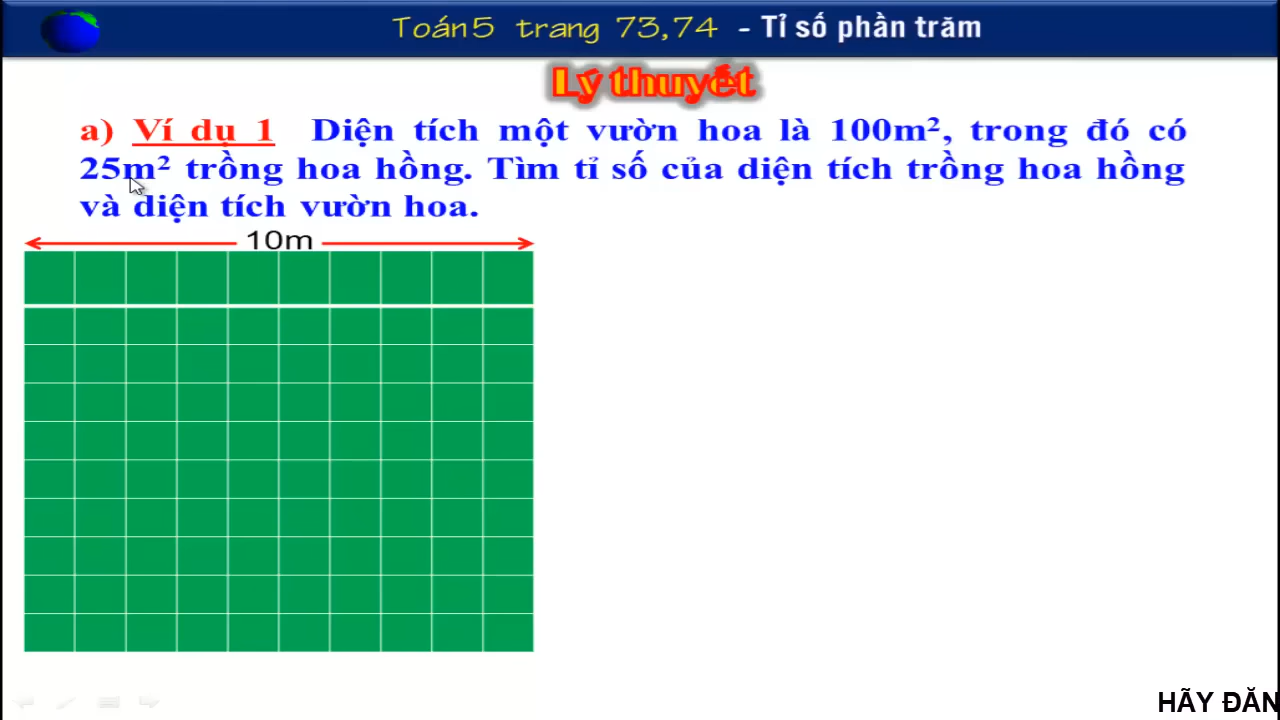 Toán 5 trang 73,74 - Tỉ số phần trăm
Lý thuyết
a) Ví dụ 1 Diện tích một vườn hoa là 100m², trong đó có
25m² trồng hoa hồng. Tìm tỉ số của diện tích trồng hoa hồng
và diện tích vườn hoa.
10m
HÃY ĐĂN